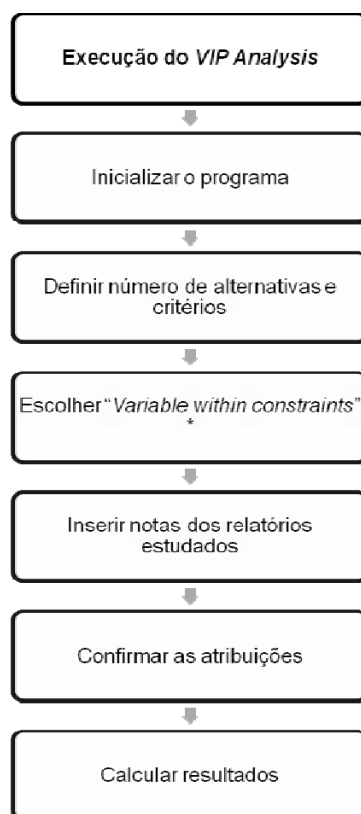 Execução do VIP Analysis
Inicializar o programa
Definir número de alternativas e
critérios
Escolher “Variable within constraints”
*
Inserir notas dos relatórios
estudados
Confirmar as atribuições
Calcular resultados